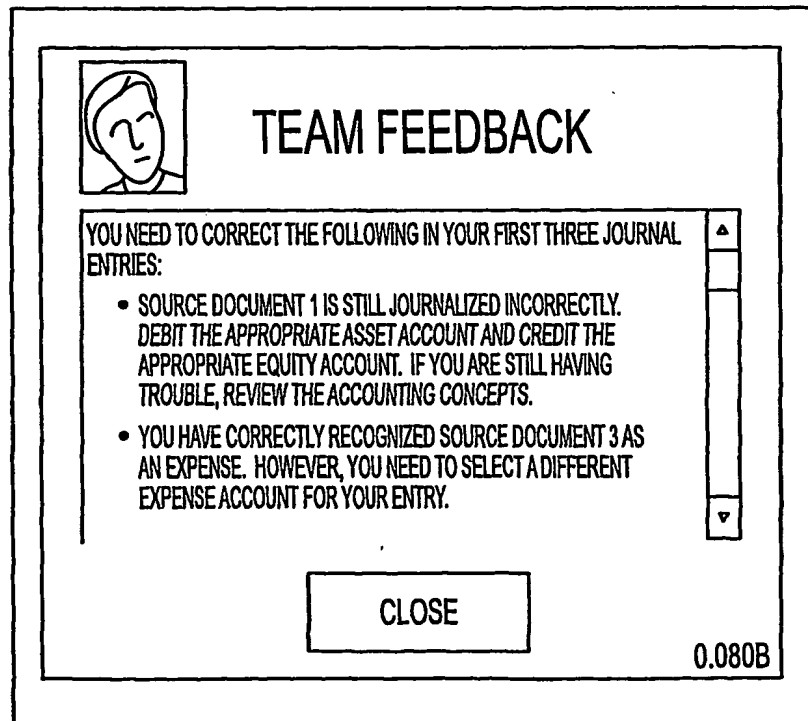 TEAM FEEDBACK
YOU NEED TO CORRECT THE FOLLOWING IN YOUR FIRST THREE JOURNAL
ENTRIES:
• SOURCE DOCUMENT 1 IS STILL JOURNALIZED INCORRECTLY.
DEBIT THE APPROPRIATE ASSET ACCOUNT AND CREDIT THE
APPROPRIATE EQUITY ACCOUNT. IF YOU ARE STILL HAVING
TROUBLE, REVIEW THE ACCOUNTING CONCEPTS.
• YOU HAVE CORRECTLY RECOGNIZED SOURCE DOCUMENT 3 AS
AN EXPENSE. HOWEVER, YOU NEED TO SELECT A DIFFERENT
EXPENSE ACCOUNT FOR YOUR ENTRY.
CLOSE
0.080B